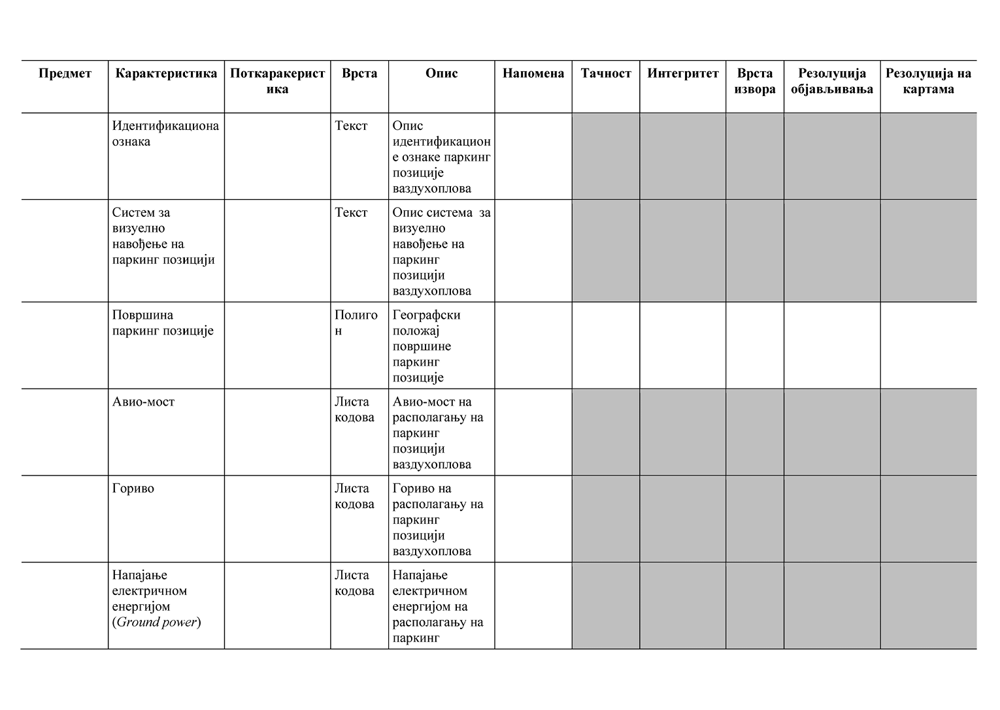 Предмет Карактеристика Поткаракерист Врста Опис Напомена Тачност Интегритет Врста Резолуција Резолуција на
ика извора објављивања картама
Идентификациона Текст Опис
ознака идентификацион
е ознаке паркинг
позиције
ваздухоплова
Систем за Текст Опис система за
визуелно визуелно
навођење на навођење на
паркинг позицији паркинг
позицији
ваздухоплова
Површина Полиго Географски
паркинг позиције н положај
површине
паркинг
позиције
Авио-мост Листа Авио-мост на
кодова располагању на
паркинг
позицији
ваздухоплова
Гориво Листа Гориво на
кодова располагању на
паркинг
позицији
ваздухоплова
Напајање Листа Напајање
електричном кодова електричном
енергијом енергијом на
(Ground power) располагању на
паркинг